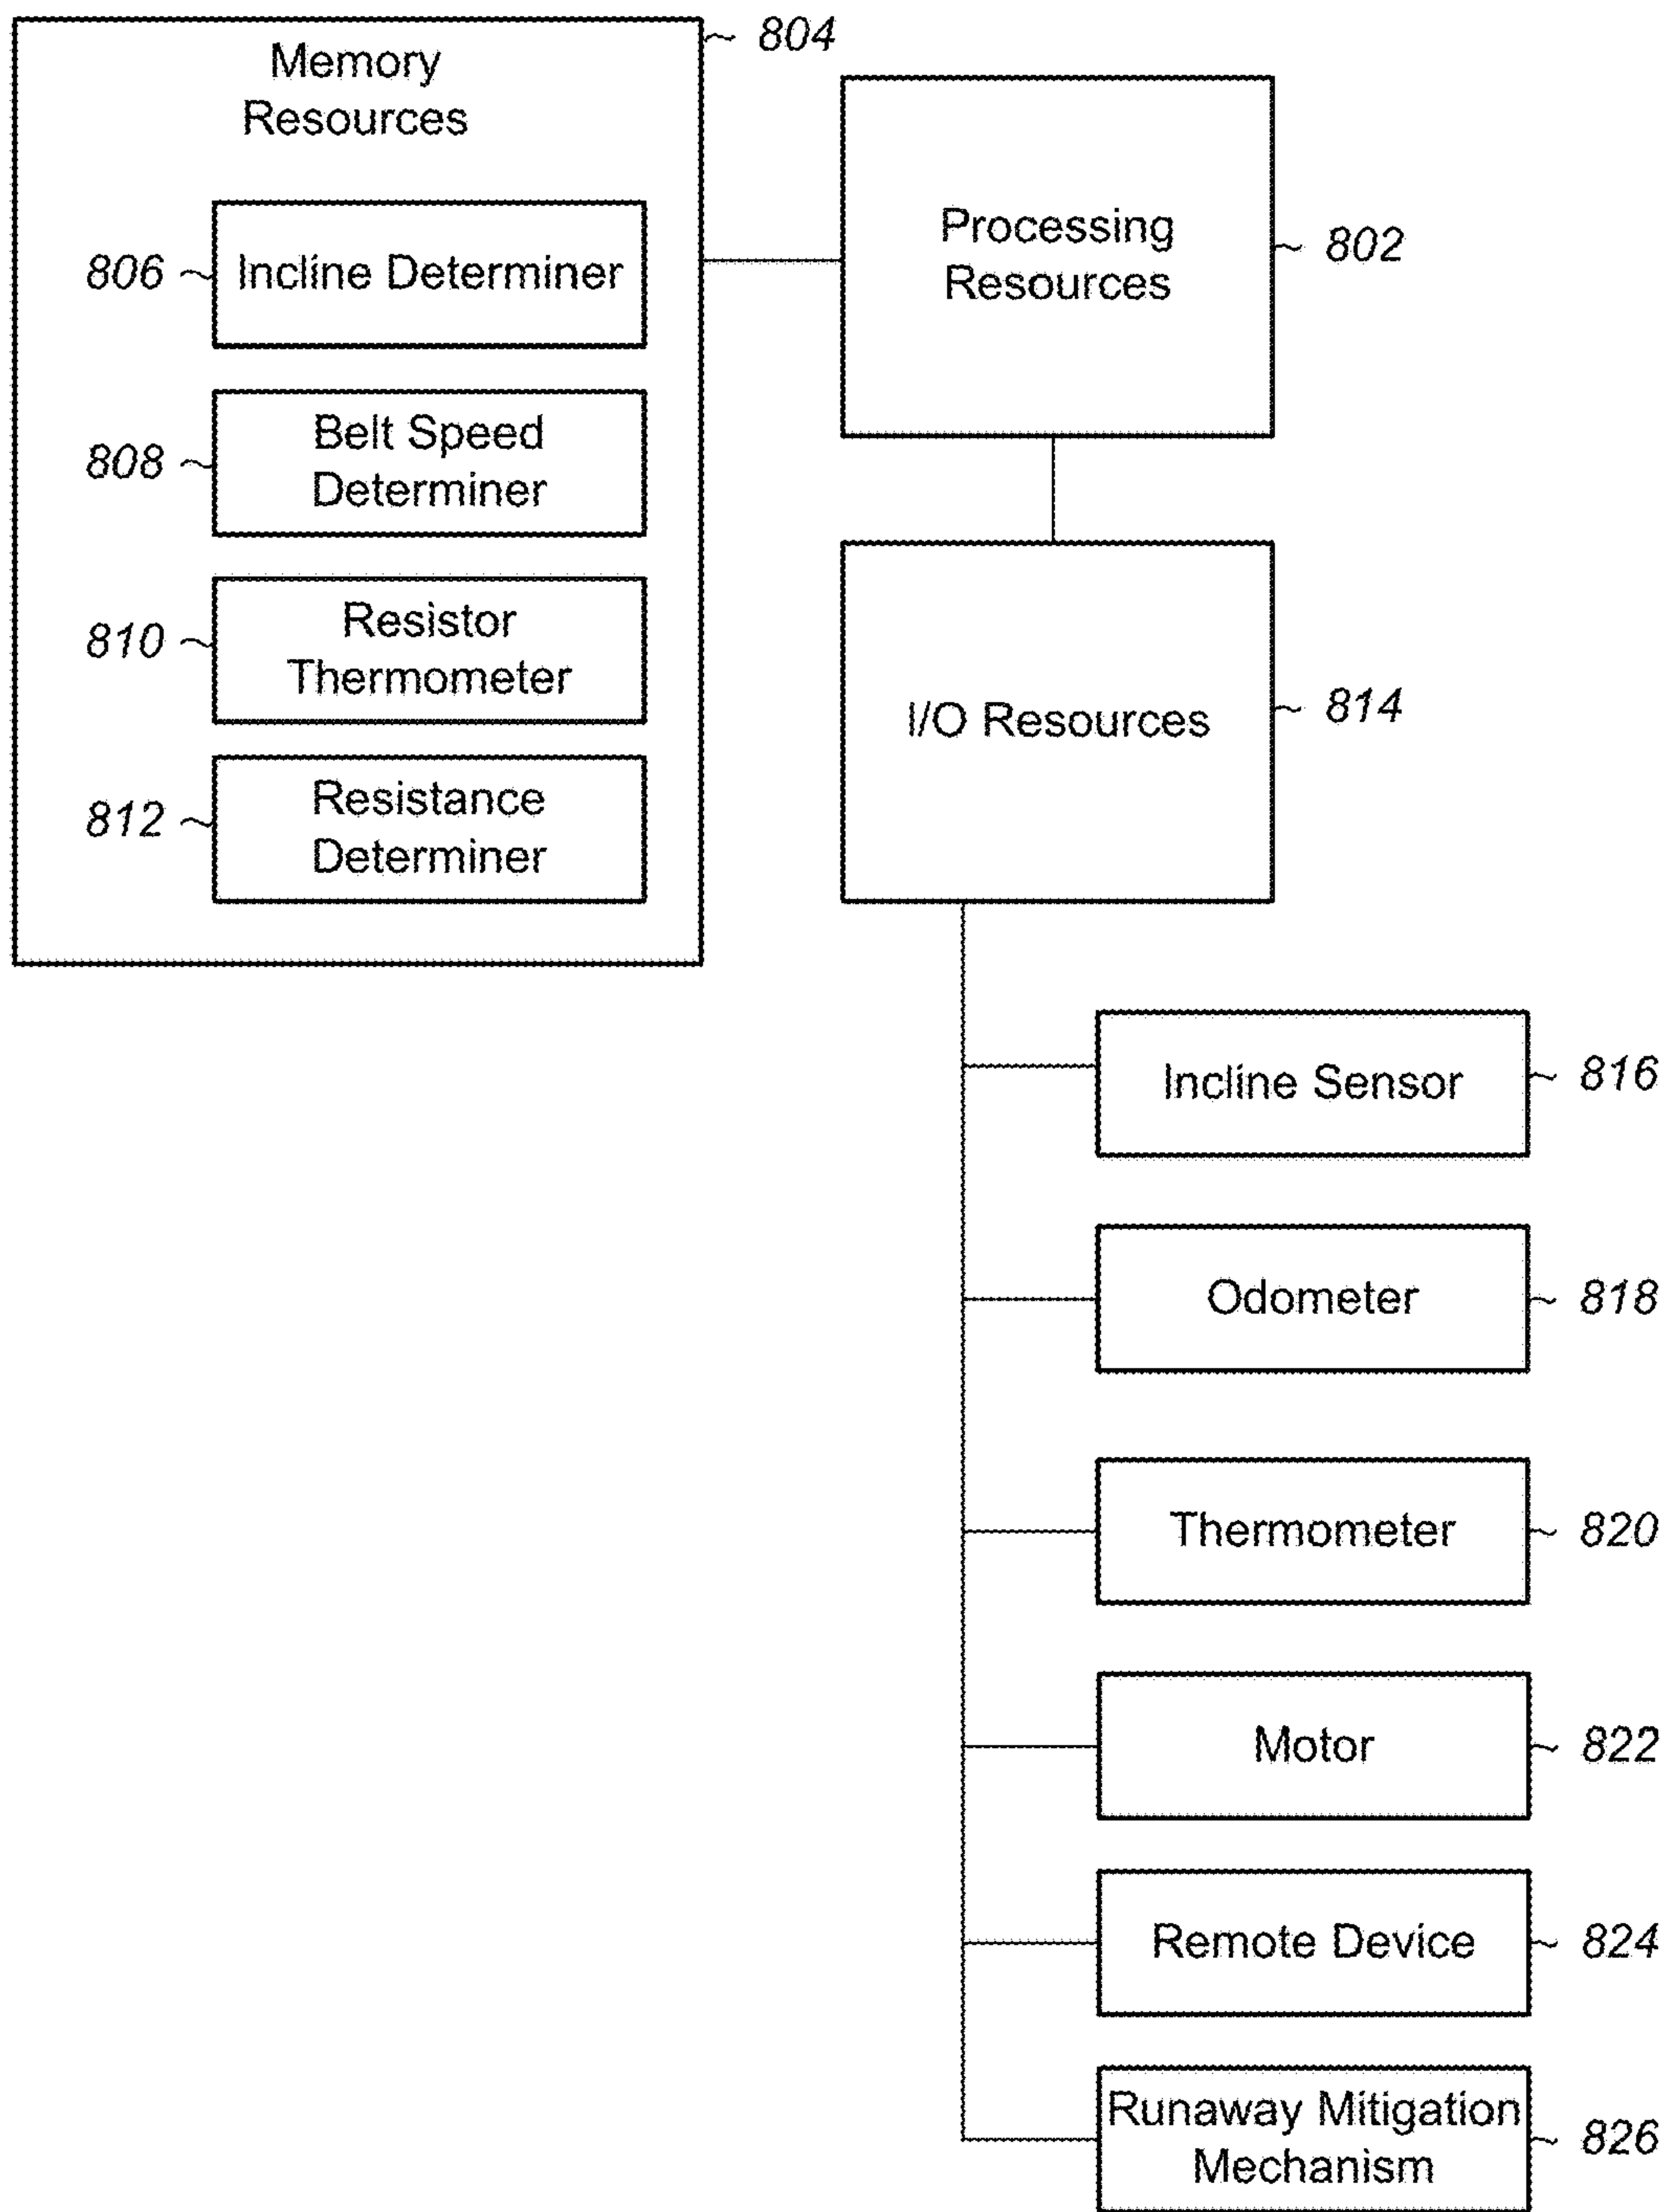 804
Memory
Resources
806
Incline Determiner
808
Belt Speed
Determiner
810
Resistor
Thermometer
812
Resistance
Determiner
Processing
Resources
802
I/O Resources
814
Incline Sensor
816
Odometer
818
Thermometer
820
Motor
822
Remote Device
824
Runaway Mitigation
Mechanism
826